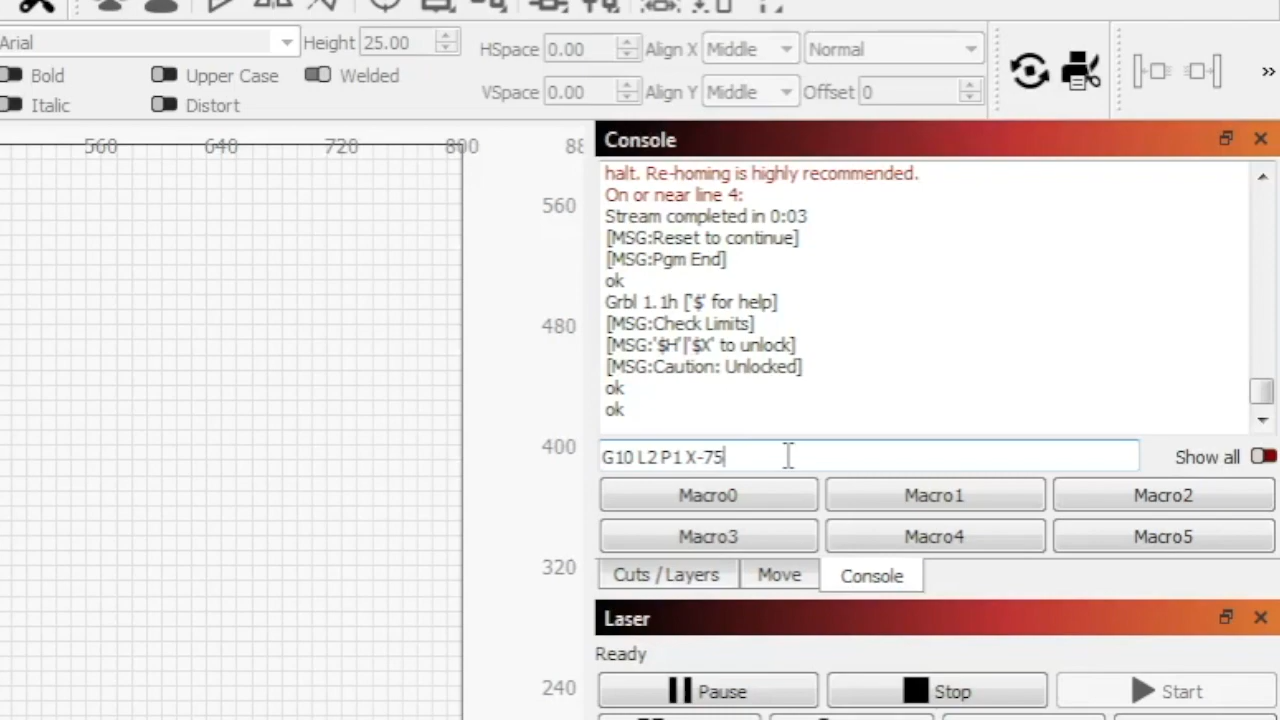 Arial
Height 25.00
HSpace 0.00
Align X Middle
Normal
Bold
Upper Case
Welded
VSpace 0.00
Align Y Middle
Offset 0
Italic
Distort
»
560 640 720 800 88
Console
halt. Re-homing is highly recommended.
On or near line 4:
Stream completed in 0:03
[MSG:Reset to continue]
[MSG:Pgm End]
ok
Grbl 1.1h ['$' for help]
[MSG:Check Limits]
[MSG:'$H'|'$X' to unlock]
[MSG:Caution: Unlocked]
ok
ok
560
480
400
320
240
G10 L2 P1 X-75
Show all
Macro0 Macro1 Macro2
Macro3 Macro4 Macro5
Cuts / Layers Move Console
Laser
Ready
Pause Stop Start